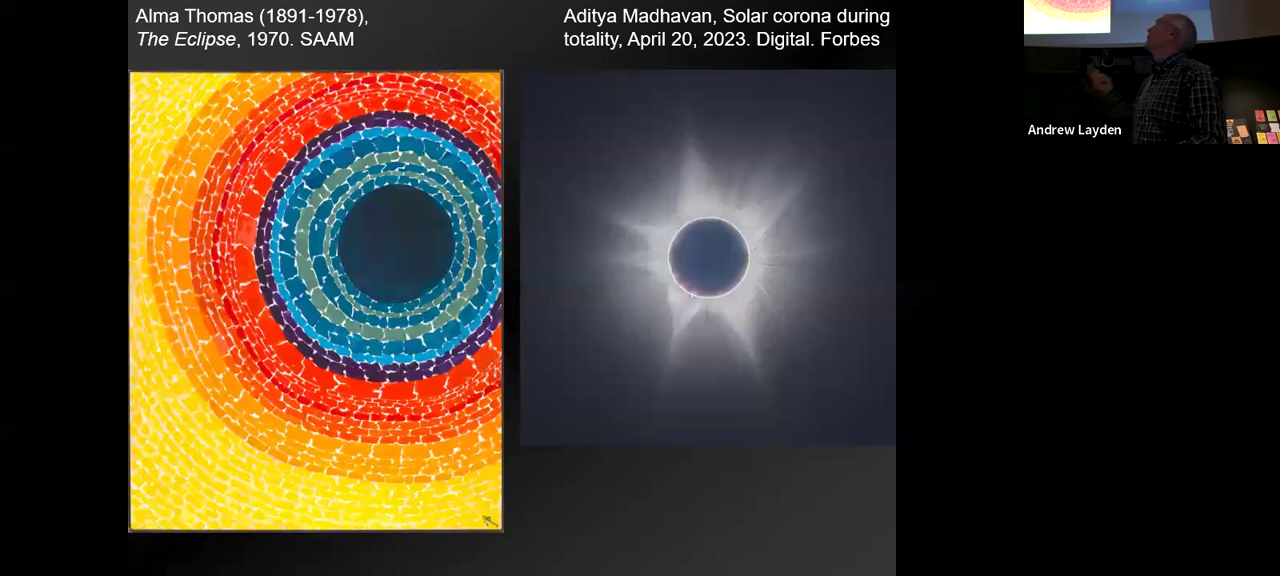 Alma Thomas (1891-1978),
The Eclipse, 1970. SAAM
Aditya Madhavan, Solar corona during
totality, April 20, 2023. Digital. Forbes
Andrew Layden